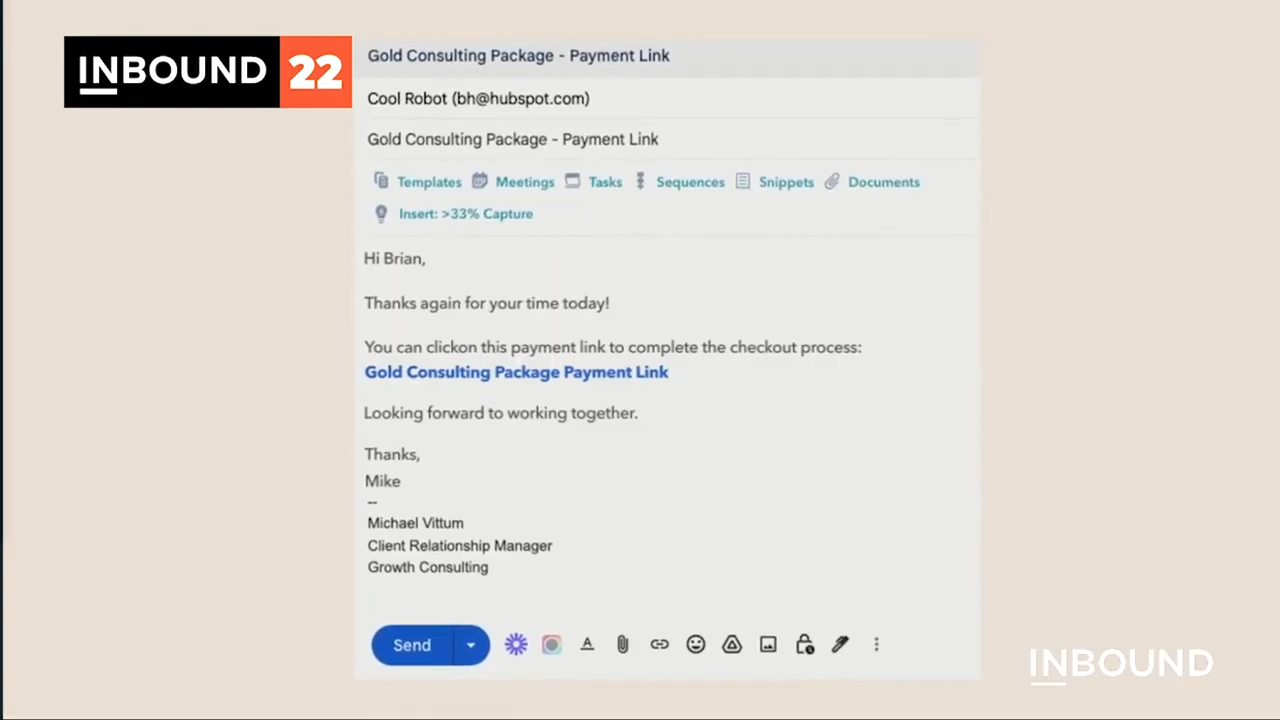 INBOUND 22
Gold Consulting Package - Payment Link
Cool Robot (bh@hubspot.com)
Gold Consulting Package - Payment Link
Templates Meetings Tasks Sequences Snippets Documents
Insert: >33% Capture
Hi Brian,
Thanks again for your time today!
You can clickon this payment link to complete the checkout process:
Gold Consulting Package Payment Link
Looking forward to working together.
Thanks,
Mike
--
Michael Vittum
Client Relationship Manager
Growth Consulting
Send
INBOUND